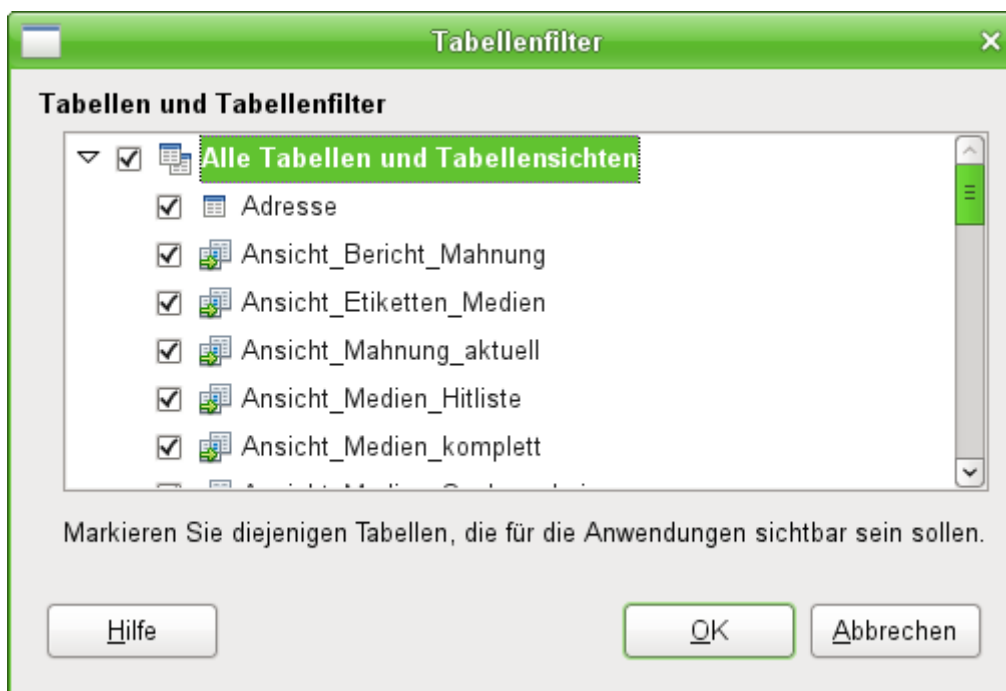 Tabellenfilter
Tabellen und Tabellenfilter
Alle Tabellen und Tabellensichten
Adresse
Ansicht_Bericht_Mahnung
Ansicht_Etiketten_Medien
Ansicht_Mahnung_aktuell
Ansicht_Medien_Hitliste
Ansicht_Medien_komplett
Markieren Sie diejenigen Tabellen, die für die Anwendungen sichtbar sein sollen.
Hilfe OK Abbrechen